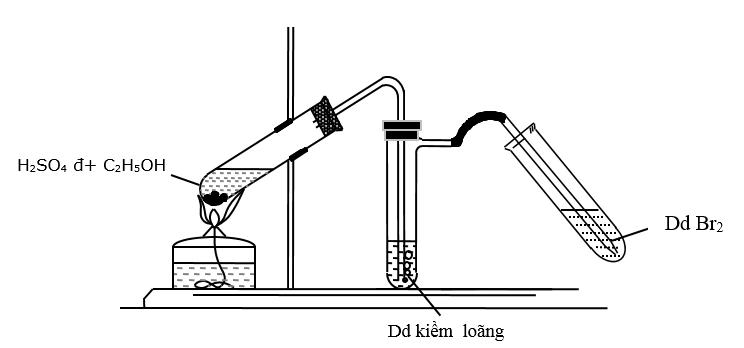 H₂SO₄ đ+ C₂H₅OH
Dd Br₂
Dd kiềm loãng